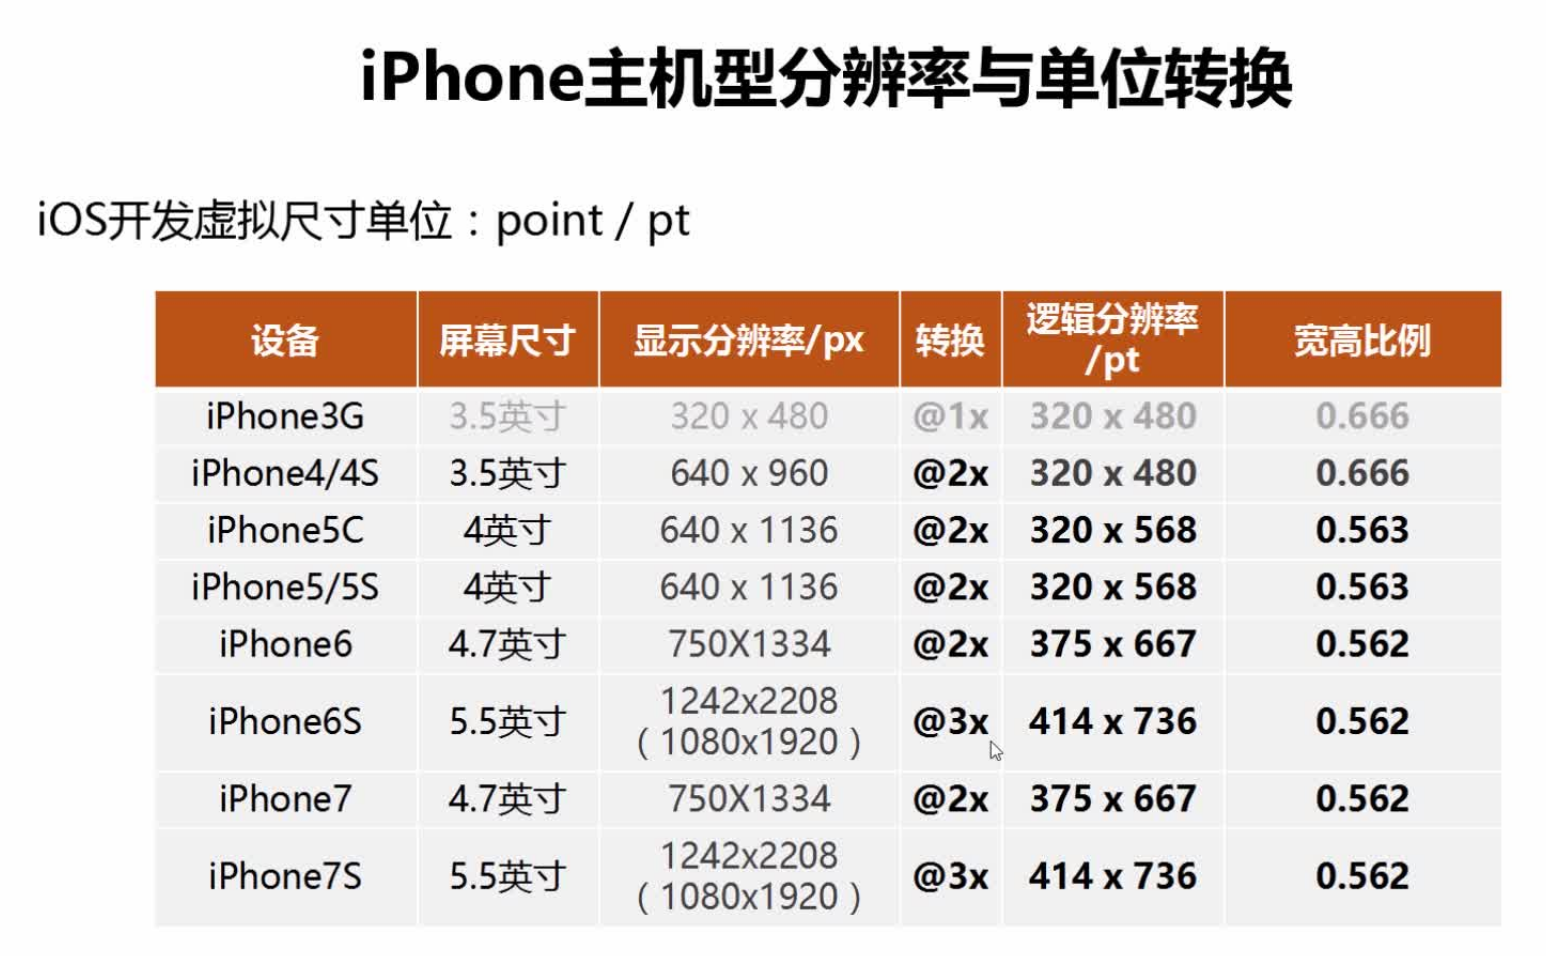 iPhone主机型分辨率与单位转换
iOS开发虚拟尺寸单位：point / pt
设备 屏幕尺寸 显示分辨率/px 转换 逻辑分辨率/pt 宽高比例
iPhone3G 3.5英寸 320 x 480 @1x 320 x 480 0.666
iPhone4/4S 3.5英寸 640 x 960 @2x 320 x 480 0.666
iPhone5C 4英寸 640 x 1136 @2x 320 x 568 0.563
iPhone5/5S 4英寸 640 x 1136 @2x 320 x 568 0.563
iPhone6 4.7英寸 750X1334 @2x 375 x 667 0.562
iPhone6S 5.5英寸 1242x2208（1080x1920） @3x 414 x 736 0.562
iPhone7 4.7英寸 750X1334 @2x 375 x 667 0.562
iPhone7S 5.5英寸 1242x2208（1080x1920） @3x 414 x 736 0.562